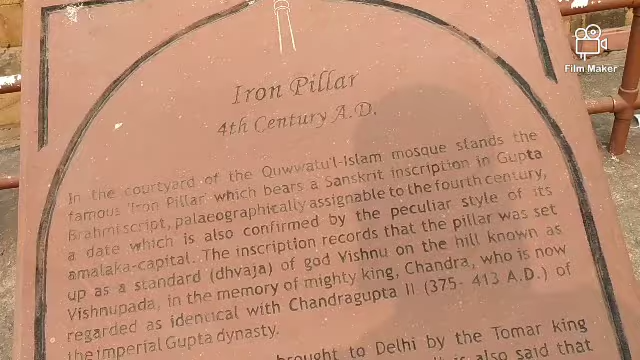 Film Maker
Iron Pillar
4th Century A.D.
In the courtyard of the Quwwatu'l-Islam mosque stands the
famous 'Iron Pillar' which bears a Sanskrit inscription in Gupta
Brahmi script, palaeographically assignable to the fourth century,
a date which is also confirmed by the peculiar style of its
amalaka-capital. The inscription records that the pillar was set
up as a standard (dhvaja) of god Vishnu on the hill known as
Vishnupada, in the memory of mighty king, Chandra, who is now
regarded as identical with Chandragupta II (375- 413 A.D.) of
the imperial Gupta dynasty.
brought to Delhi by the Tomar king
is also said that